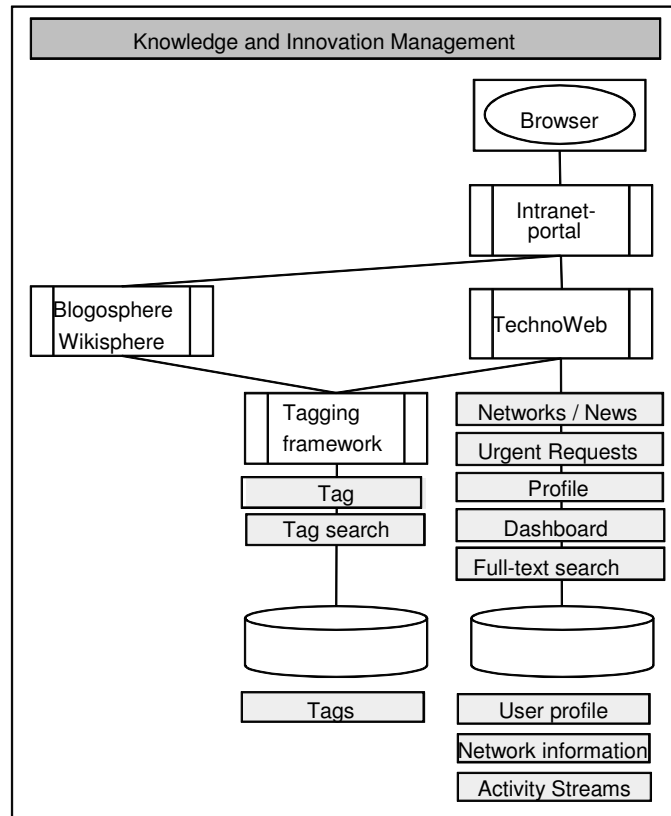 Knowledge and Innovation Management
Browser
Intranet-
portal
Blogosphere
Wikisphere
TechnoWeb
Tagging
framework
Tag
Tag search
Networks / News
Urgent Requests
Profile
Dashboard
Full-text search
Tags
User profile
Network information
Activity Streams